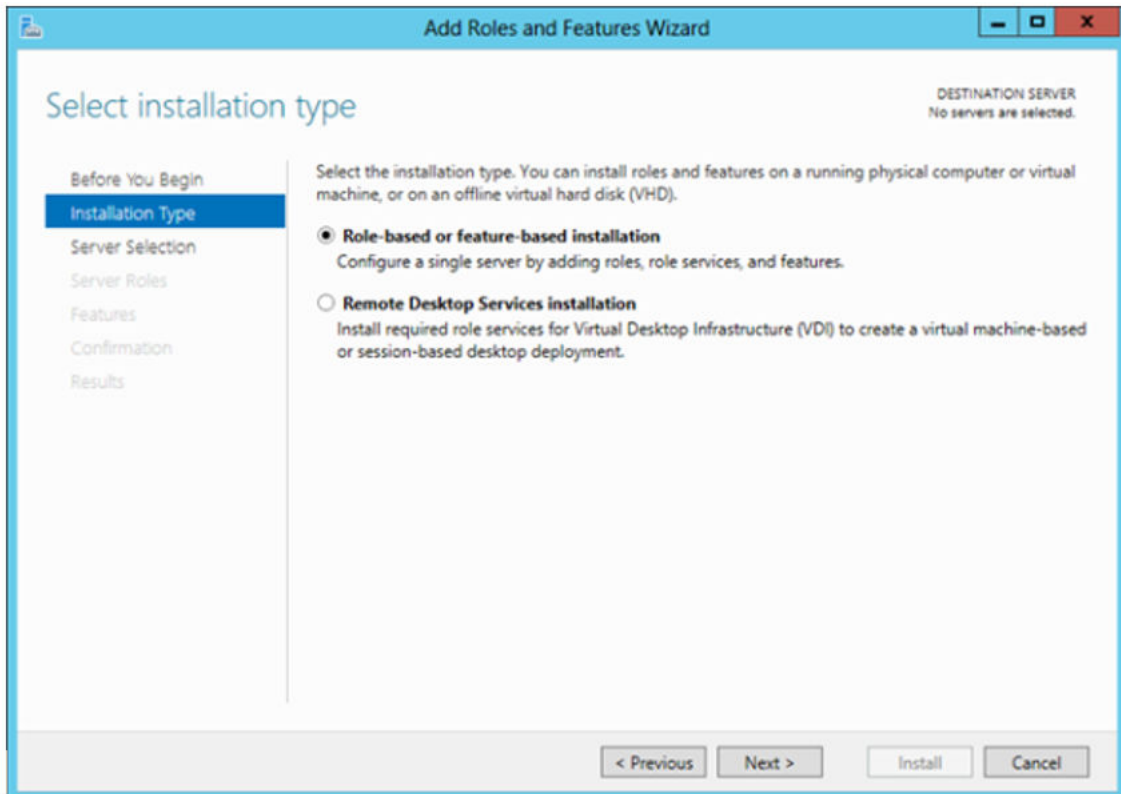 Add Roles and Features Wizard
Select installation type
DESTINATION SERVER
No servers are selected.
Before You Begin
Installation Type
Server Selection
Server Roles
Features
Confirmation
Results
Select the installation type. You can install roles and features on a running physical computer or virtual
machine, or on an offline virtual hard disk (VHD).
Role-based or feature-based installation
Configure a single server by adding roles, role services, and features.
Remote Desktop Services installation
Install required role services for Virtual Desktop Infrastructure (VDI) to create a virtual machine-based
or session-based desktop deployment.
< Previous
Next >
Install
Cancel